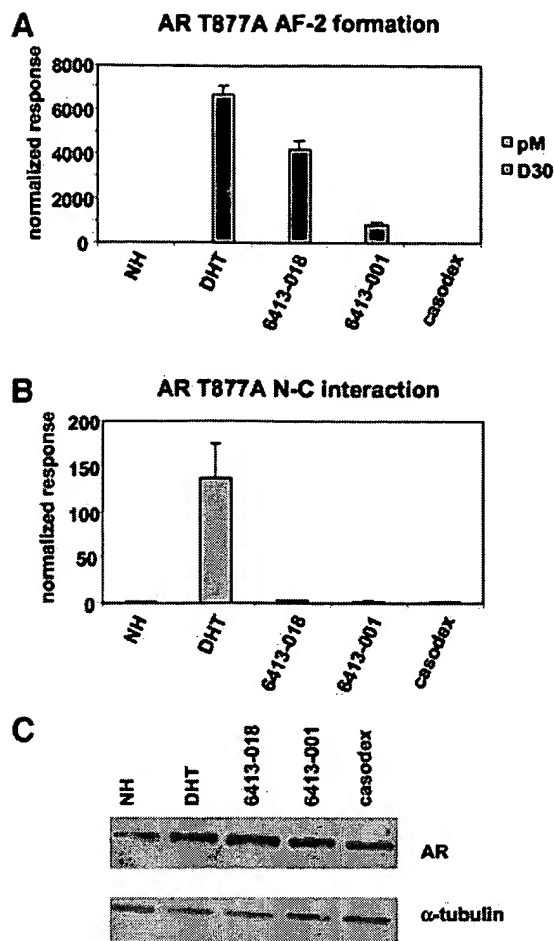 A
AR T877A AF-2 formation
normalized response
8000
6000
4000
2000
0
pM
D30
NH
DHT
6413-018
6413-001
casodex
B
AR T877A N-C interaction
normalized response
200
150
100
50
0
NH
DHT
6413-018
6413-001
casodex
C
NH
DHT
6413-018
6413-001
casodex
AR
α-tubulin